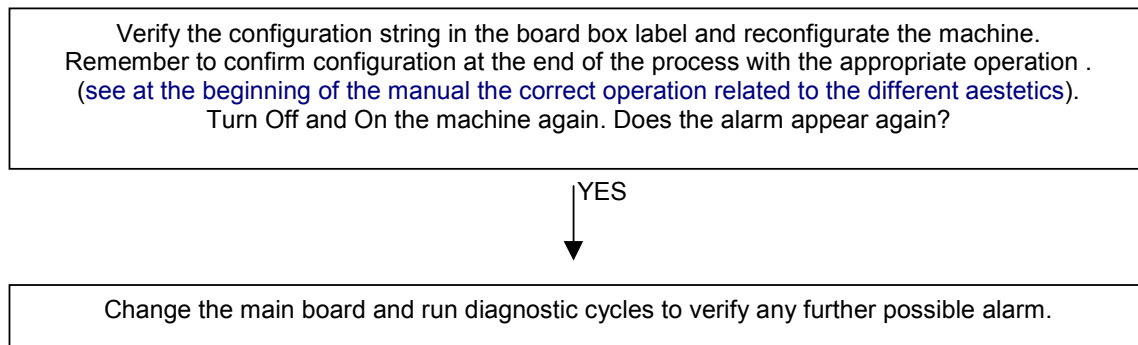 Verify the configuration string in the board box label and reconfigurate the machine.
Remember to confirm configuration at the end of the process with the appropriate operation .
(see at the beginning of the manual the correct operation related to the different aestetics).
Turn Off and On the machine again. Does the alarm appear again?
YES
Change the main board and run diagnostic cycles to verify any further possible alarm.